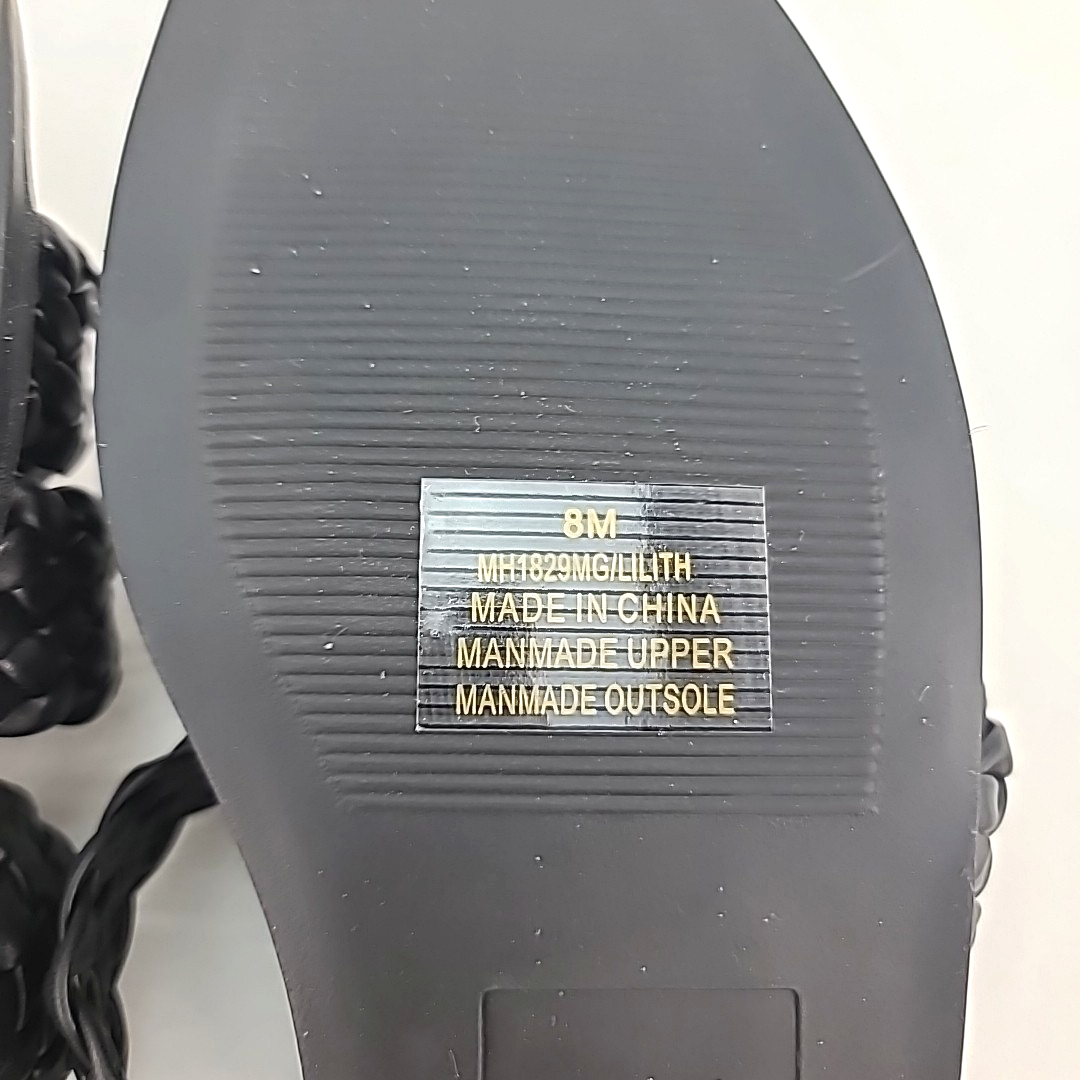 8M
MH1829MG/LILITH
MADE IN CHINA
MANMADE UPPER
MANMADE OUTSOLE